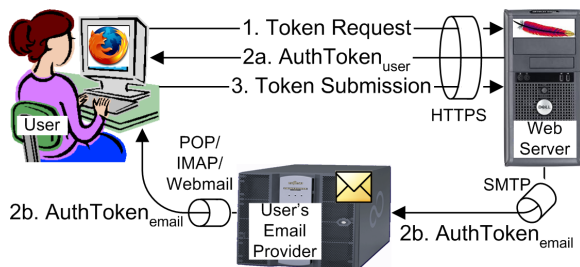 1. Token Request
2a. AuthToken user
3. Token Submission
HTTPS
User
Web
Server
DELL
POP/
IMAP/
Webmail
SMTP
User's
Email
Provider
2b. AuthToken email
2b. AuthToken email